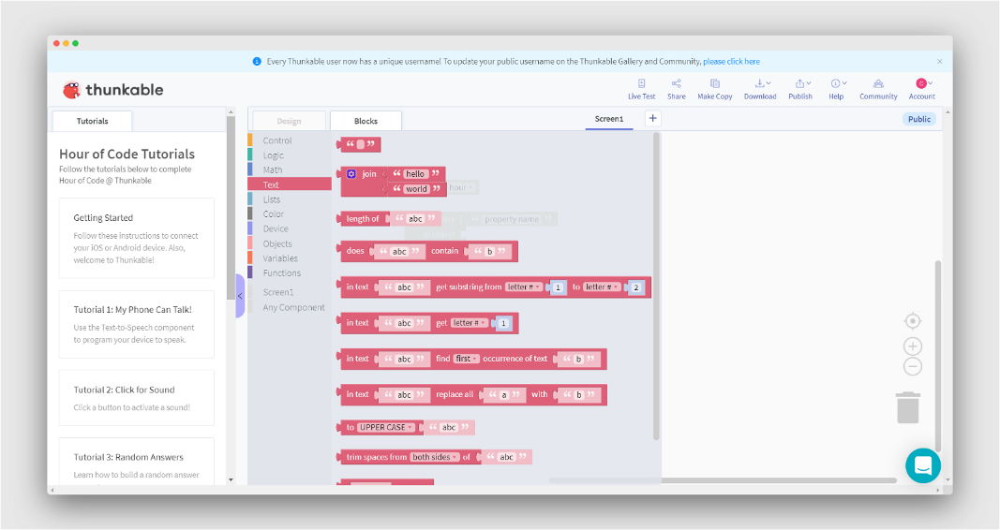 Every Thunkable user now has a unique username! To update your public username on the Thunkable Gallery and Community, please click here
thunkable
Live Test
Share
Make Copy
Download
Publish
Help
Community
C
Account
Tutorials
Design
Blocks
Screen1
+
Public
Hour of Code Tutorials
Follow the tutorials below to complete
Hour of Code @ Thunkable
Getting Started
Follow these instructions to connect
your iOS or Android device. Also,
welcome to Thunkable!
Tutorial 1: My Phone Can Talk!
Use the Text-to-Speech component
to program your device to speak.
Tutorial 2: Click for Sound
Click a button to activate a sound!
Tutorial 3: Random Answers
Learn how to build a random answer
Control
Logic
Math
Text
Lists
Color
Device
Objects
Variables
Functions
Screen1
Any Component
“ ”
join “ hello ”
“ world ” hour
length of “ abc ” property name
does “ abc ” contain “ b ”
in text “ abc ” get substring from letter # 1 to letter # 2
in text “ abc ” get letter # 1
in text “ abc ” find first occurrence of text “ b ”
in text “ abc ” replace all “ a ” with “ b ”
to UPPER CASE “ abc ”
trim spaces from both sides of “ abc ”